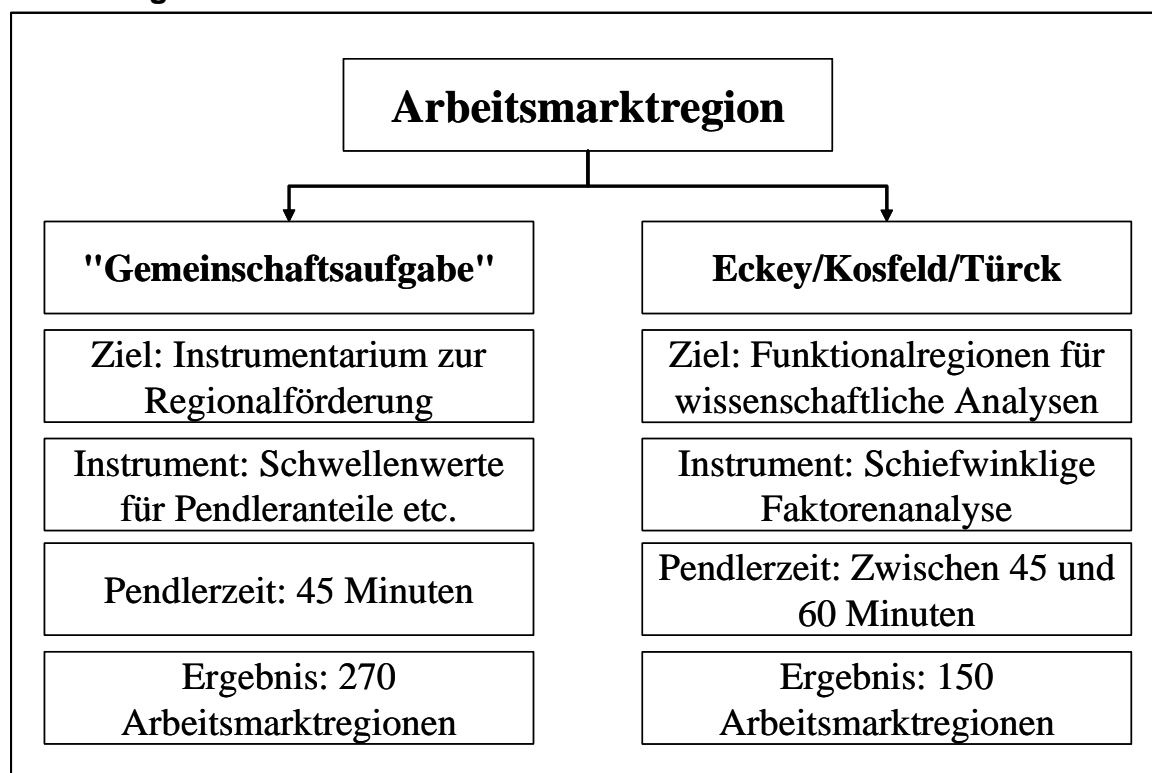 Arbeitsmarktregion
"Gemeinschaftsaufgabe"
Ziel: Instrumentarium zur
Regionalförderung
Instrument: Schwellenwerte
für Pendleranteile etc.
Pendlerzeit: 45 Minuten
Ergebnis: 270
Arbeitsmarktregionen
Eckey/Kosfeld/Türck
Ziel: Funktionalregionen für
wissenschaftliche Analysen
Instrument: Schiefwinklige
Faktorenanalyse
Pendlerzeit: Zwischen 45 und
60 Minuten
Ergebnis: 150
Arbeitsmarktregionen